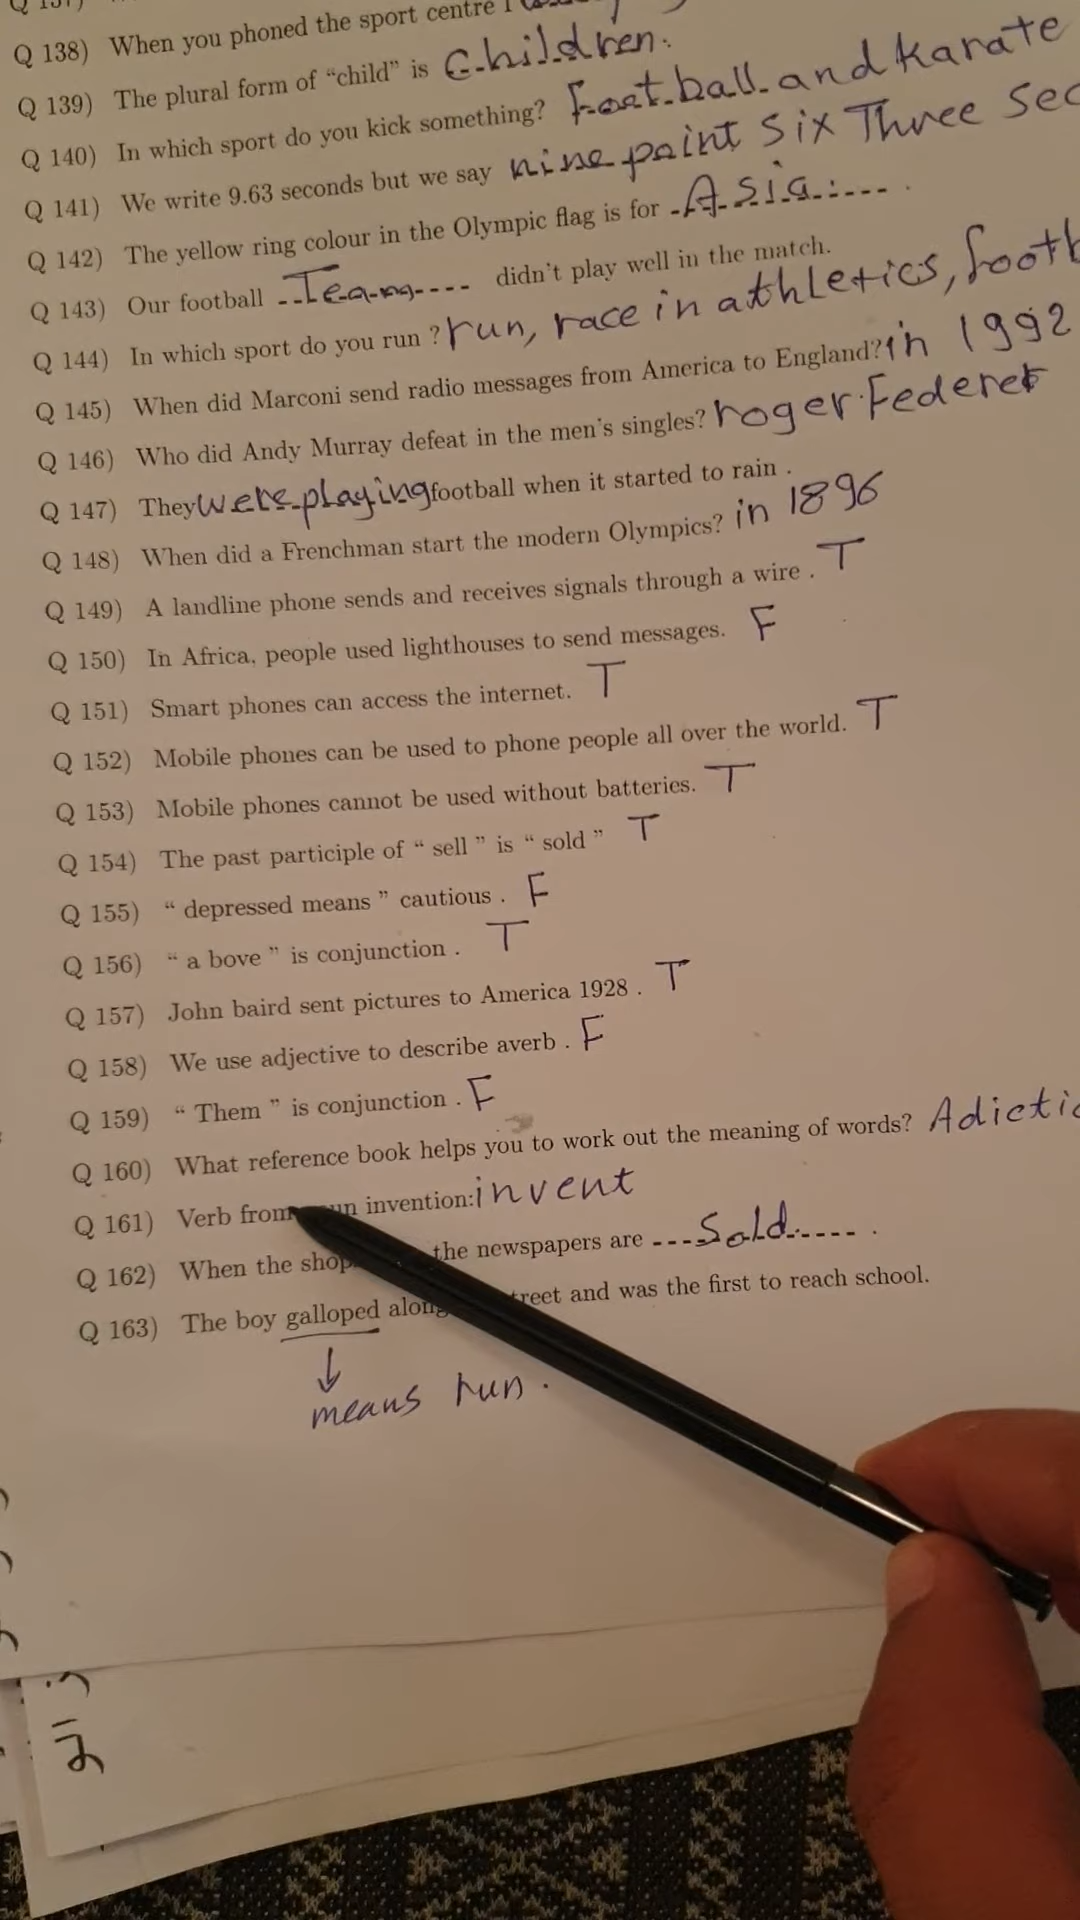 Q 138) When you phoned the sport centre I
Q 139) The plural form of “child” is children.
Q 140) In which sport do you kick something? Foot ball and karate
Q 141) We write 9.63 seconds but we say nine point six Three sec
Q 142) The yellow ring colour in the Olympic flag is for Asia.
Q 143) Our football Team didn't play well in the match.
Q 144) In which sport do you run ? run, race in athletics, footb
Q 145) When did Marconi send radio messages from America to England? in 1992
Q 146) Who did Andy Murray defeat in the men's singles? roger Federer
Q 147) They were playing football when it started to rain .
Q 148) When did a Frenchman start the modern Olympics? in 1896
Q 149) A landline phone sends and receives signals through a wire . T
Q 150) In Africa, people used lighthouses to send messages. F
Q 151) Smart phones can access the internet. T
Q 152) Mobile phones can be used to phone people all over the world. T
Q 153) Mobile phones cannot be used without batteries. T
Q 154) The past participle of “ sell ” is “ sold ” T
Q 155) “ depressed means ” cautious . F
Q 156) “ a bove ” is conjunction . T
Q 157) John baird sent pictures to America 1928 . T
Q 158) We use adjective to describe averb . F
Q 159) “ Them ” is conjunction . F
Q 160) What reference book helps you to work out the meaning of words? Adictio
Q 161) Verb from invention: invent
Q 162) When the shop the newspapers are sold .
Q 163) The boy galloped along treet and was the first to reach school.
means run .